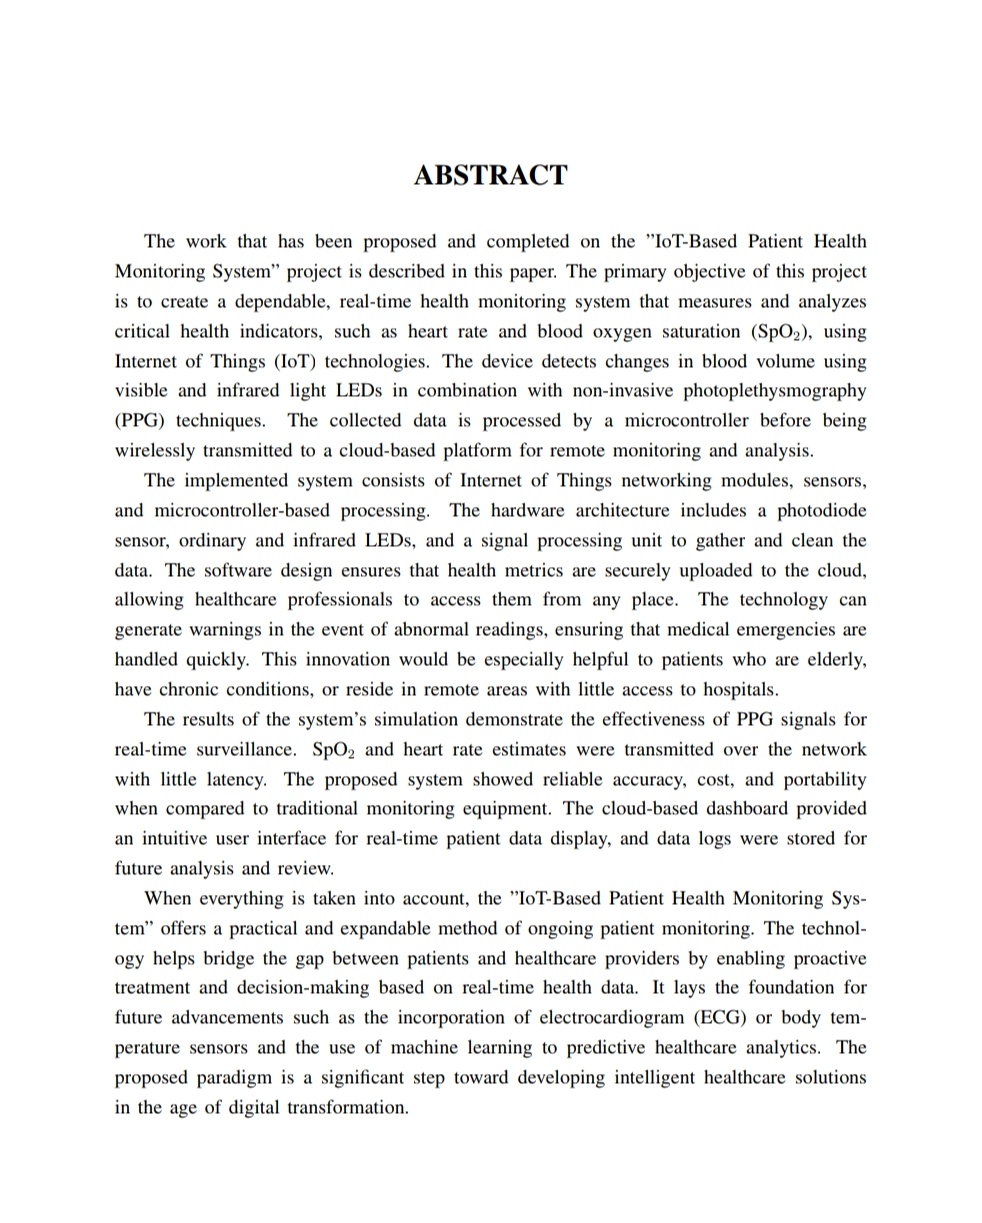 ABSTRACT
The work that has been proposed and completed on the ”IoT-Based Patient Health
Monitoring System” project is described in this paper. The primary objective of this project
is to create a dependable, real-time health monitoring system that measures and analyzes
critical health indicators, such as heart rate and blood oxygen saturation (SpO₂), using
Internet of Things (IoT) technologies. The device detects changes in blood volume using
visible and infrared light LEDs in combination with non-invasive photoplethysmography
(PPG) techniques. The collected data is processed by a microcontroller before being
wirelessly transmitted to a cloud-based platform for remote monitoring and analysis.
The implemented system consists of Internet of Things networking modules, sensors,
and microcontroller-based processing. The hardware architecture includes a photodiode
sensor, ordinary and infrared LEDs, and a signal processing unit to gather and clean the
data. The software design ensures that health metrics are securely uploaded to the cloud,
allowing healthcare professionals to access them from any place. The technology can
generate warnings in the event of abnormal readings, ensuring that medical emergencies are
handled quickly. This innovation would be especially helpful to patients who are elderly,
have chronic conditions, or reside in remote areas with little access to hospitals.
The results of the system’s simulation demonstrate the effectiveness of PPG signals for
real-time surveillance. SpO₂ and heart rate estimates were transmitted over the network
with little latency. The proposed system showed reliable accuracy, cost, and portability
when compared to traditional monitoring equipment. The cloud-based dashboard provided
an intuitive user interface for real-time patient data display, and data logs were stored for
future analysis and review.
When everything is taken into account, the ”IoT-Based Patient Health Monitoring Sys-
tem” offers a practical and expandable method of ongoing patient monitoring. The technol-
ogy helps bridge the gap between patients and healthcare providers by enabling proactive
treatment and decision-making based on real-time health data. It lays the foundation for
future advancements such as the incorporation of electrocardiogram (ECG) or body tem-
perature sensors and the use of machine learning to predictive healthcare analytics. The
proposed paradigm is a significant step toward developing intelligent healthcare solutions
in the age of digital transformation.